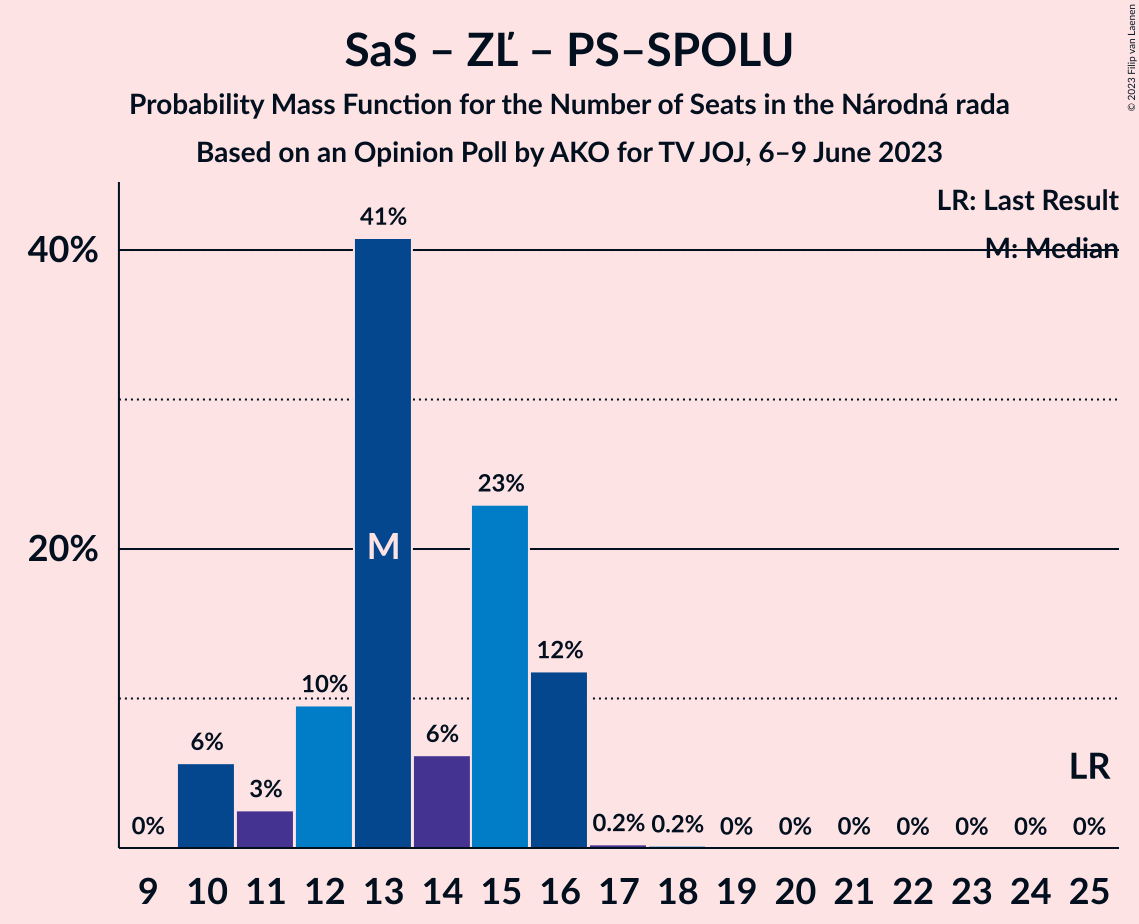 SaS – ZĽ – PS–SPOLU
Probability Mass Function for the Number of Seats in the Národná rada
Based on an Opinion Poll by AKO for TV JOJ, 6–9 June 2023
© 2023 Filip van Laenen
LR: Last Result
M: Median
40%
20%
0%
6%
3%
10%
41%
M
6%
23%
12%
0.2%
0.2%
0%
0%
0%
0%
0%
0%
0%
LR
9 10 11 12 13 14 15 16 17 18 19 20 21 22 23 24 25